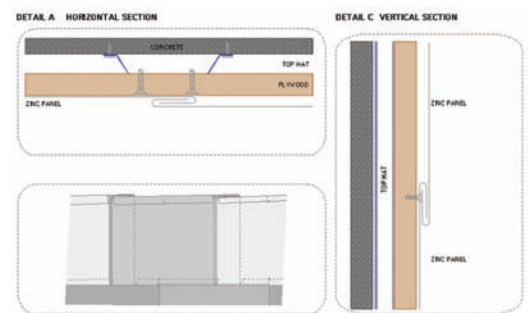 DETAIL A HORIZONTAL SECTION
CONCRETE
TOP HAT
PLYWOOD
ZINC PANEL
DETAIL C VERTICAL SECTION
ZINC PANEL
TOP HAT
ZINC PANEL